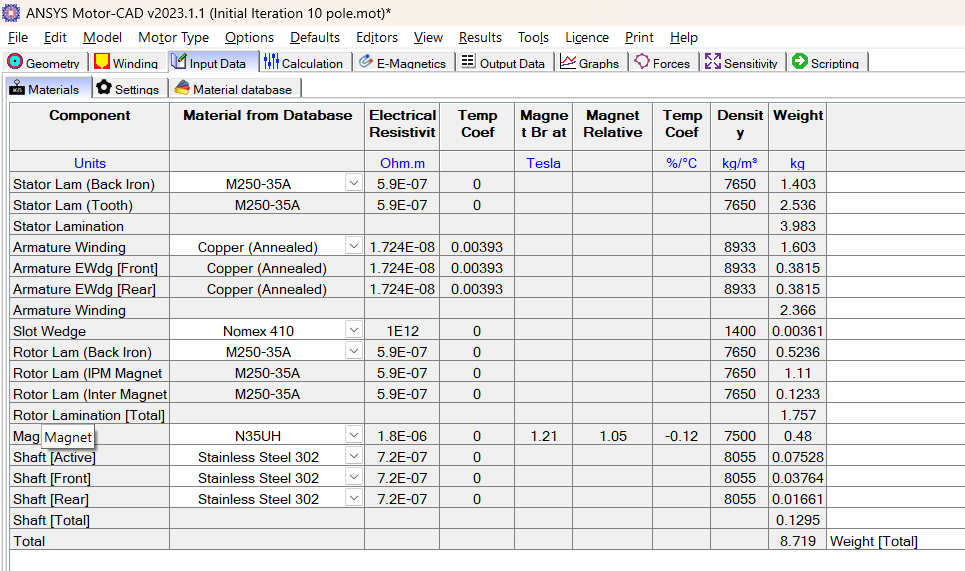 ANSYS Motor-CAD v2023.1.1 (Initial Iteration 10 pole.mot)*
File Edit Model Motor Type Options Defaults Editors View Results Tools Licence Print Help
Geometry Winding Input Data Calculation E-Magnetics Output Data Graphs Forces Sensitivity Scripting
Materials Settings Material database
Component Material from Database Electrical Resistivit Temp Coef Magne t Br at Magnet Relative Temp Coef Densit y Weight
Units Ohm.m Tesla %/°C kg/m³ kg
Stator Lam (Back Iron) M250-35A 5.9E-07 0 7650 1.403
Stator Lam (Tooth) M250-35A 5.9E-07 0 7650 2.536
Stator Lamination 3.983
Armature Winding Copper (Annealed) 1.724E-08 0.00393 8933 1.603
Armature EWdg [Front] Copper (Annealed) 1.724E-08 0.00393 8933 0.3815
Armature EWdg [Rear] Copper (Annealed) 1.724E-08 0.00393 8933 0.3815
Armature Winding 2.366
Slot Wedge Nomex 410 1E12 0 1400 0.00361
Rotor Lam (Back Iron) M250-35A 5.9E-07 0 7650 0.5236
Rotor Lam (IPM Magnet M250-35A 5.9E-07 0 7650 1.11
Rotor Lam (Inter Magnet M250-35A 5.9E-07 0 7650 0.1233
Rotor Lamination [Total] 1.757
Mag Magnet N35UH 1.8E-06 0 1.21 1.05 -0.12 7500 0.48
Shaft [Active] Stainless Steel 302 7.2E-07 0 8055 0.07528
Shaft [Front] Stainless Steel 302 7.2E-07 0 8055 0.03764
Shaft [Rear] Stainless Steel 302 7.2E-07 0 8055 0.01661
Shaft [Total] 0.1295
Total 8.719 Weight [Total]